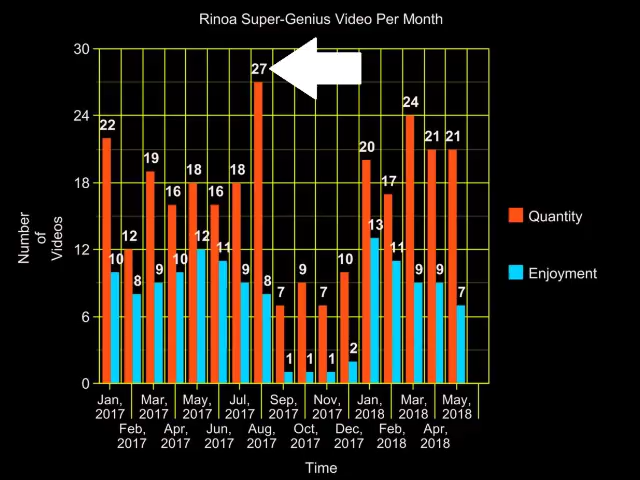 Rinoa Super-Genius Video Per Month
30
24
18
12
6
0
Number
of
Videos
22
10
12
8
19
9
16
10
18
12
16
11
18
9
27
8
7
1
9
1
7
1
10
2
20
13
17
11
24
9
21
9
21
7
Quantity
Enjoyment
Jan,
2017
Feb,
2017
Mar,
2017
Apr,
2017
May,
2017
Jun,
2017
Jul,
2017
Aug,
2017
Sep,
2017
Oct,
2017
Nov,
2017
Dec,
2017
Jan,
2018
Feb,
2018
Mar,
2018
Apr,
2018
May,
2018
Time